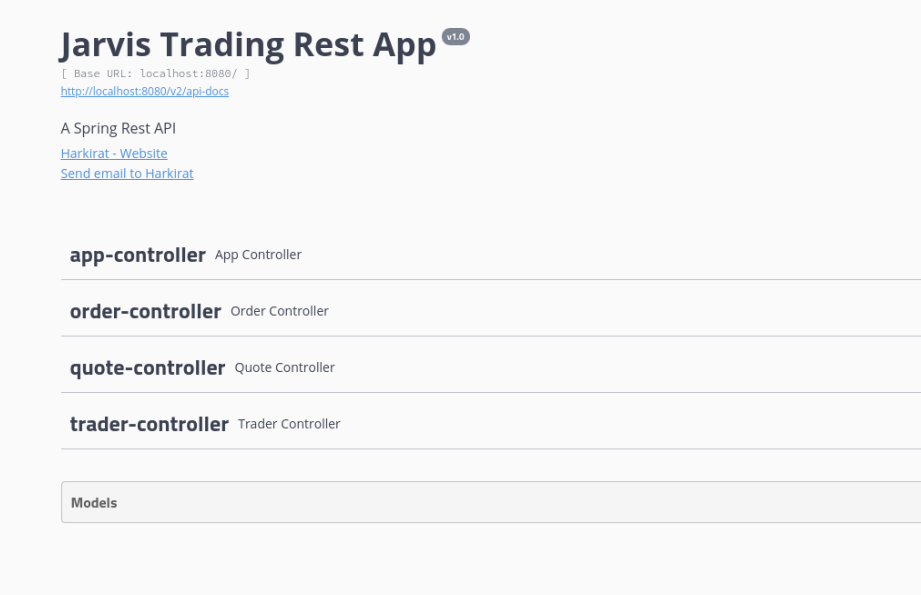 Jarvis Trading Rest App v1.0
[ Base URL: localhost:8080/ ]
http://localhost:8080/v2/api-docs
A Spring Rest API
Harkirat - Website
Send email to Harkirat
app-controller App Controller
order-controller Order Controller
quote-controller Quote Controller
trader-controller Trader Controller
Models